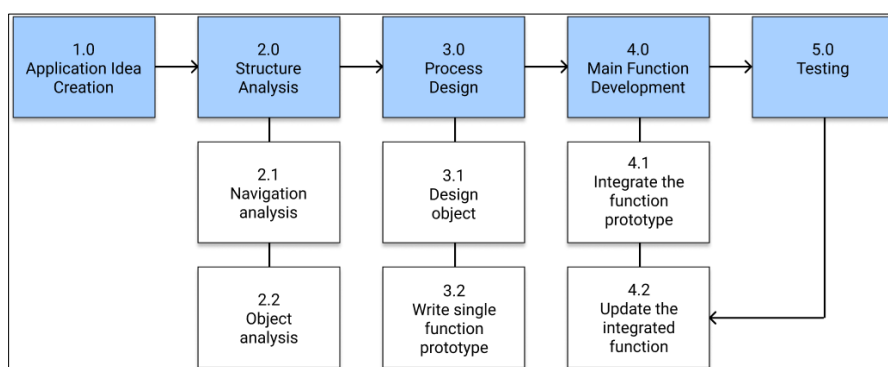 1.0
Application Idea
Creation
2.0
Structure
Analysis
3.0
Process
Design
4.0
Main Function
Development
5.0
Testing
2.1
Navigation
analysis
3.1
Design
object
4.1
Integrate the
function
prototype
2.2
Object
analysis
3.2
Write single
function
prototype
4.2
Update the
integrated
function